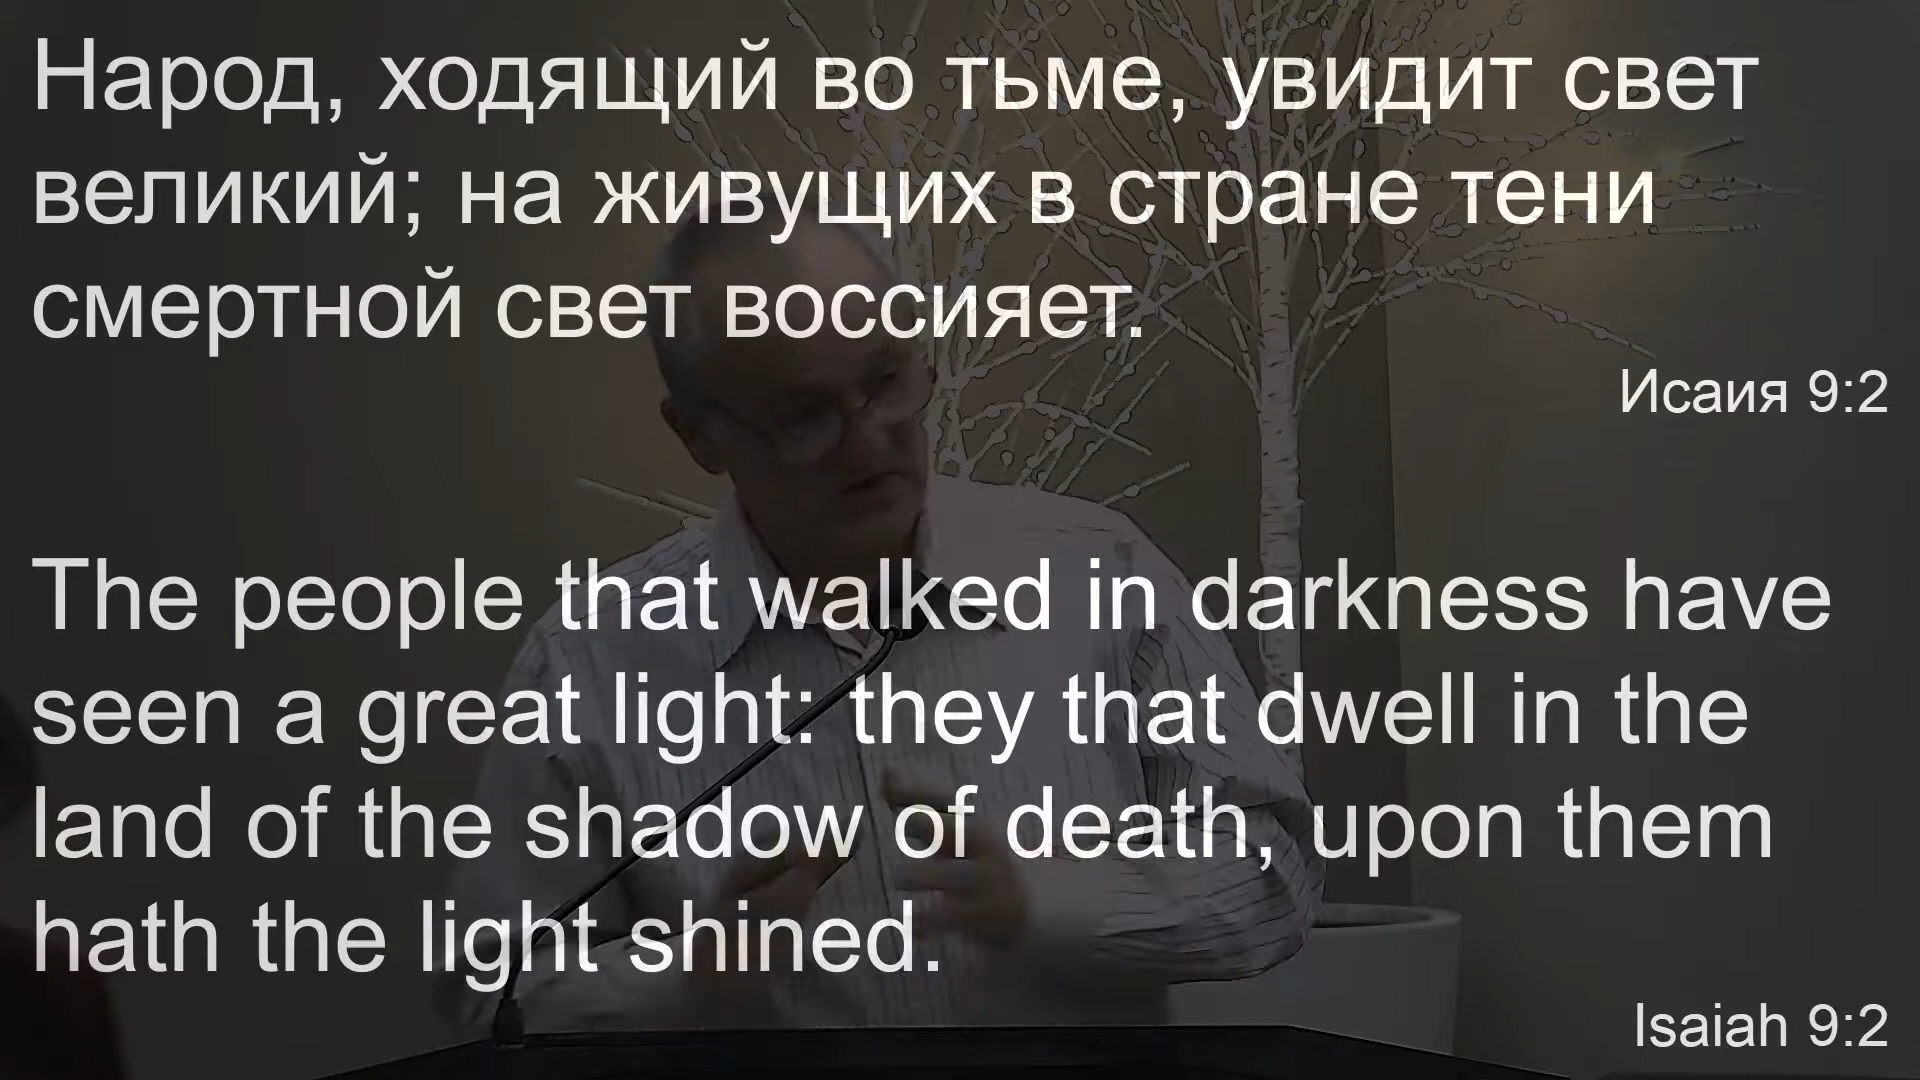 Народ, ходящий во тьме, увидит свет
великий; на живущих в стране тени
смертной свет воссияет.
Исаия 9:2
The people that walked in darkness have
seen a great light: they that dwell in the
land of the shadow of death, upon them
hath the light shined.
Isaiah 9:2